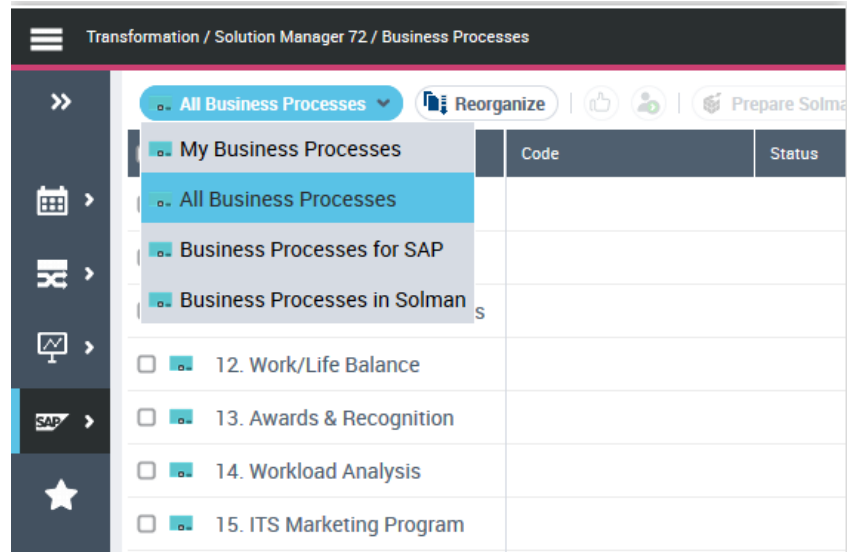 Transformation / Solution Manager 72 / Business Processes
All Business Processes
Reorganize
Prepare Solma
My Business Processes
Code
Status
All Business Processes
Business Processes for SAP
Business Processes in Solman
s
12. Work/Life Balance
SAP
13. Awards & Recognition
14. Workload Analysis
15. ITS Marketing Program